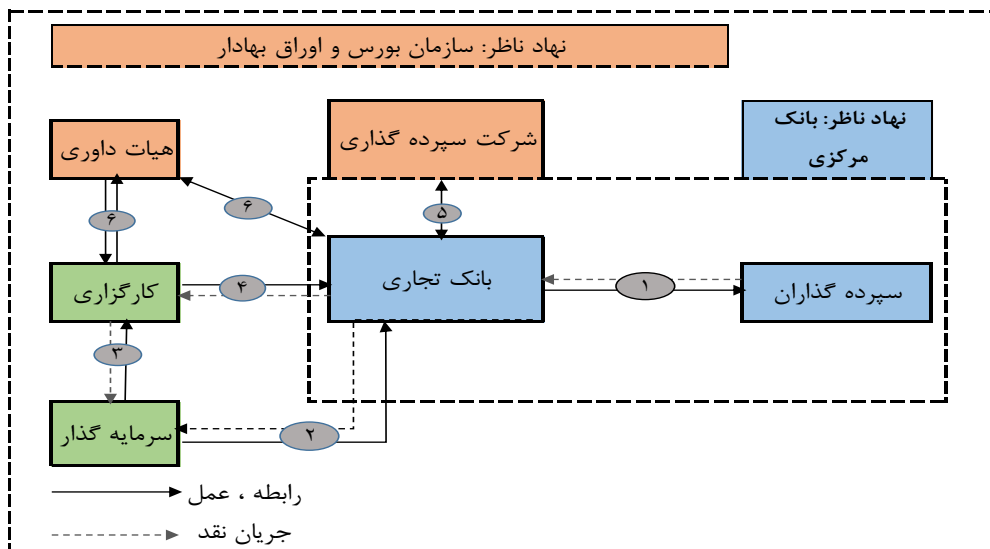 نهاد ناظر: سازمان بورس و اوراق بهادار
نهاد ناظر: بانک
مرکزی
شرکت سپرده گذاری
هیات داوری
۶
۶
۵
سپرده گذاران
۱
بانک تجاری
۴
کارگزاری
۳
۲
سرمایه گذار
رابطه ، عمل
جریان نقد